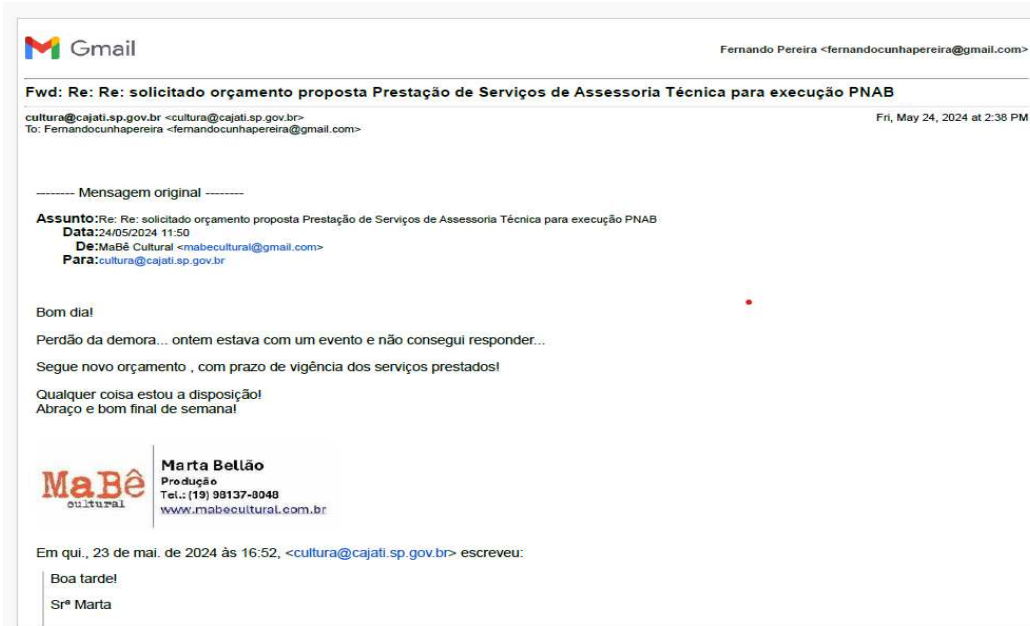 Gmail
Fernando Pereira <fernandocunhapereira@gmail.com>
Fwd: Re: Re: solicitado orçamento proposta Prestação de Serviços de Assessoria Técnica para execução PNAB
cultura@cajati.sp.gov.br <cultura@cajati.sp.gov.br>
Fri, May 24, 2024 at 2:38 PM
To: Fernandocunhapereira <fernandocunhapereira@gmail.com>
-------- Mensagem original --------
Assunto:Re: Re: solicitado orçamento proposta Prestação de Serviços de Assessoria Técnica para execução PNAB
Data:24/05/2024 11:50
De:MaBê Cultural <mabecultural@gmail.com>
Para:cultura@cajati.sp.gov.br
Bom dia!
Perdão da demora... ontem estava com um evento e não consegui responder...
Segue novo orçamento , com prazo de vigência dos serviços prestados!
Qualquer coisa estou a disposição!
Abraço e bom final de semana!
MaBê
cultural
Marta Bellão
Produção
Tel.: (19) 98137-8048
www.mabecultural.com.br
Em qui., 23 de mai. de 2024 às 16:52, <cultura@cajati.sp.gov.br> escreveu:
Boa tarde!
Srª Marta